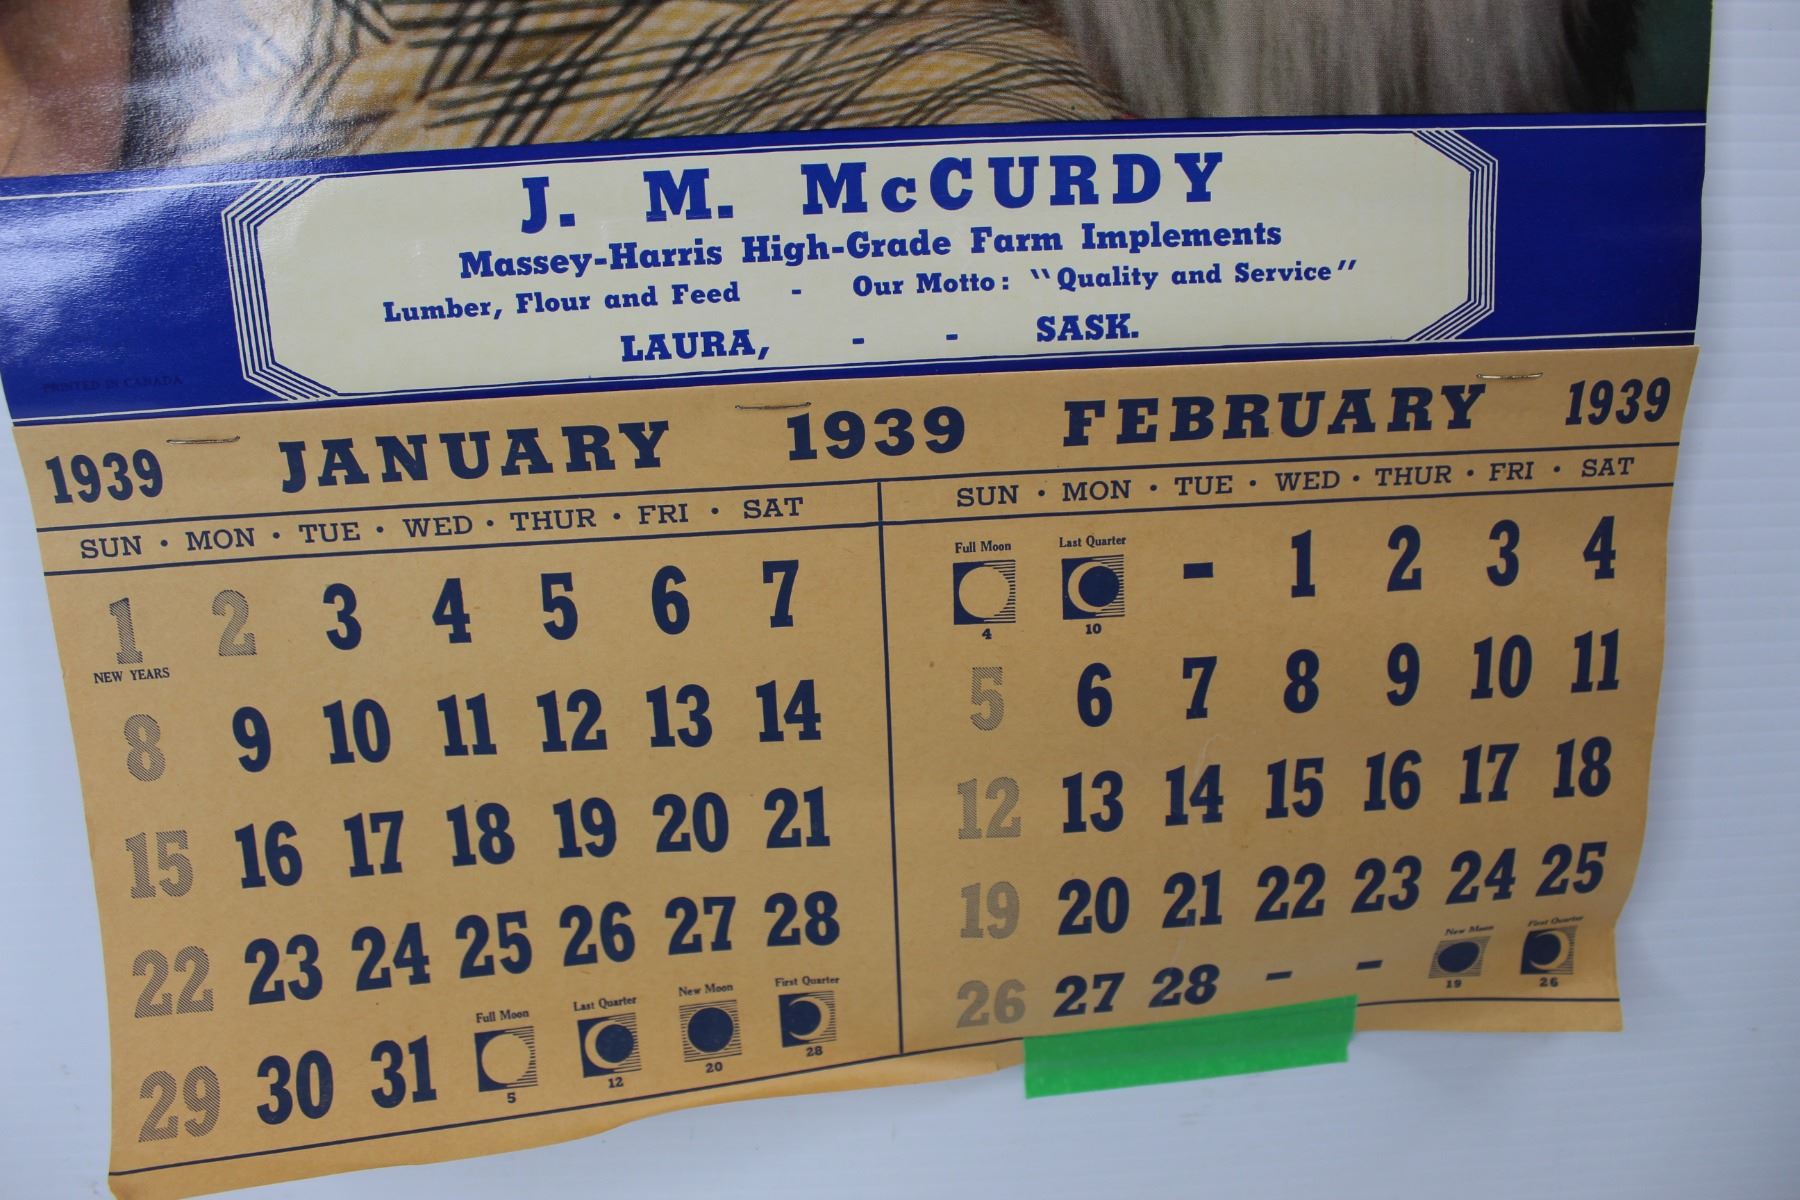 J. M. McCURDY
Massey-Harris High-Grade Farm Implements
Lumber, Flour and Feed - Our Motto: "Quality and Service"
LAURA, - - SASK.
PRINTED IN CANADA
1939 JANUARY 1939 FEBRUARY 1939
SUN • MON • TUE • WED • THUR • FRI • SAT
1 2 3 4 5 6 7
NEW YEARS
8 9 10 11 12 13 14
15 16 17 18 19 20 21
22 23 24 25 26 27 28
Full Moon Last Quarter New Moon First Quarter
29 30 31
5 12 20 28
SUN • MON • TUE • WED • THUR • FRI • SAT
Full Moon Last Quarter
- 1 2 3 4
4 10
5 6 7 8 9 10 11
12 13 14 15 16 17 18
19 20 21 22 23 24 25
New Moon First Quarter
26 27 28 - -
19 26